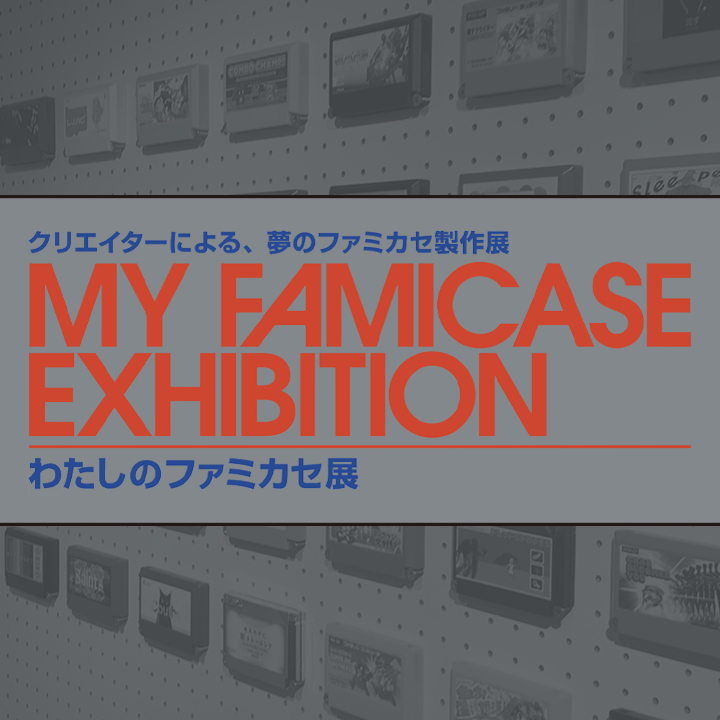 クリエイターによる、夢のファミカセ製作展
MY FAMICASE
EXHIBITION
わたしのファミカセ展